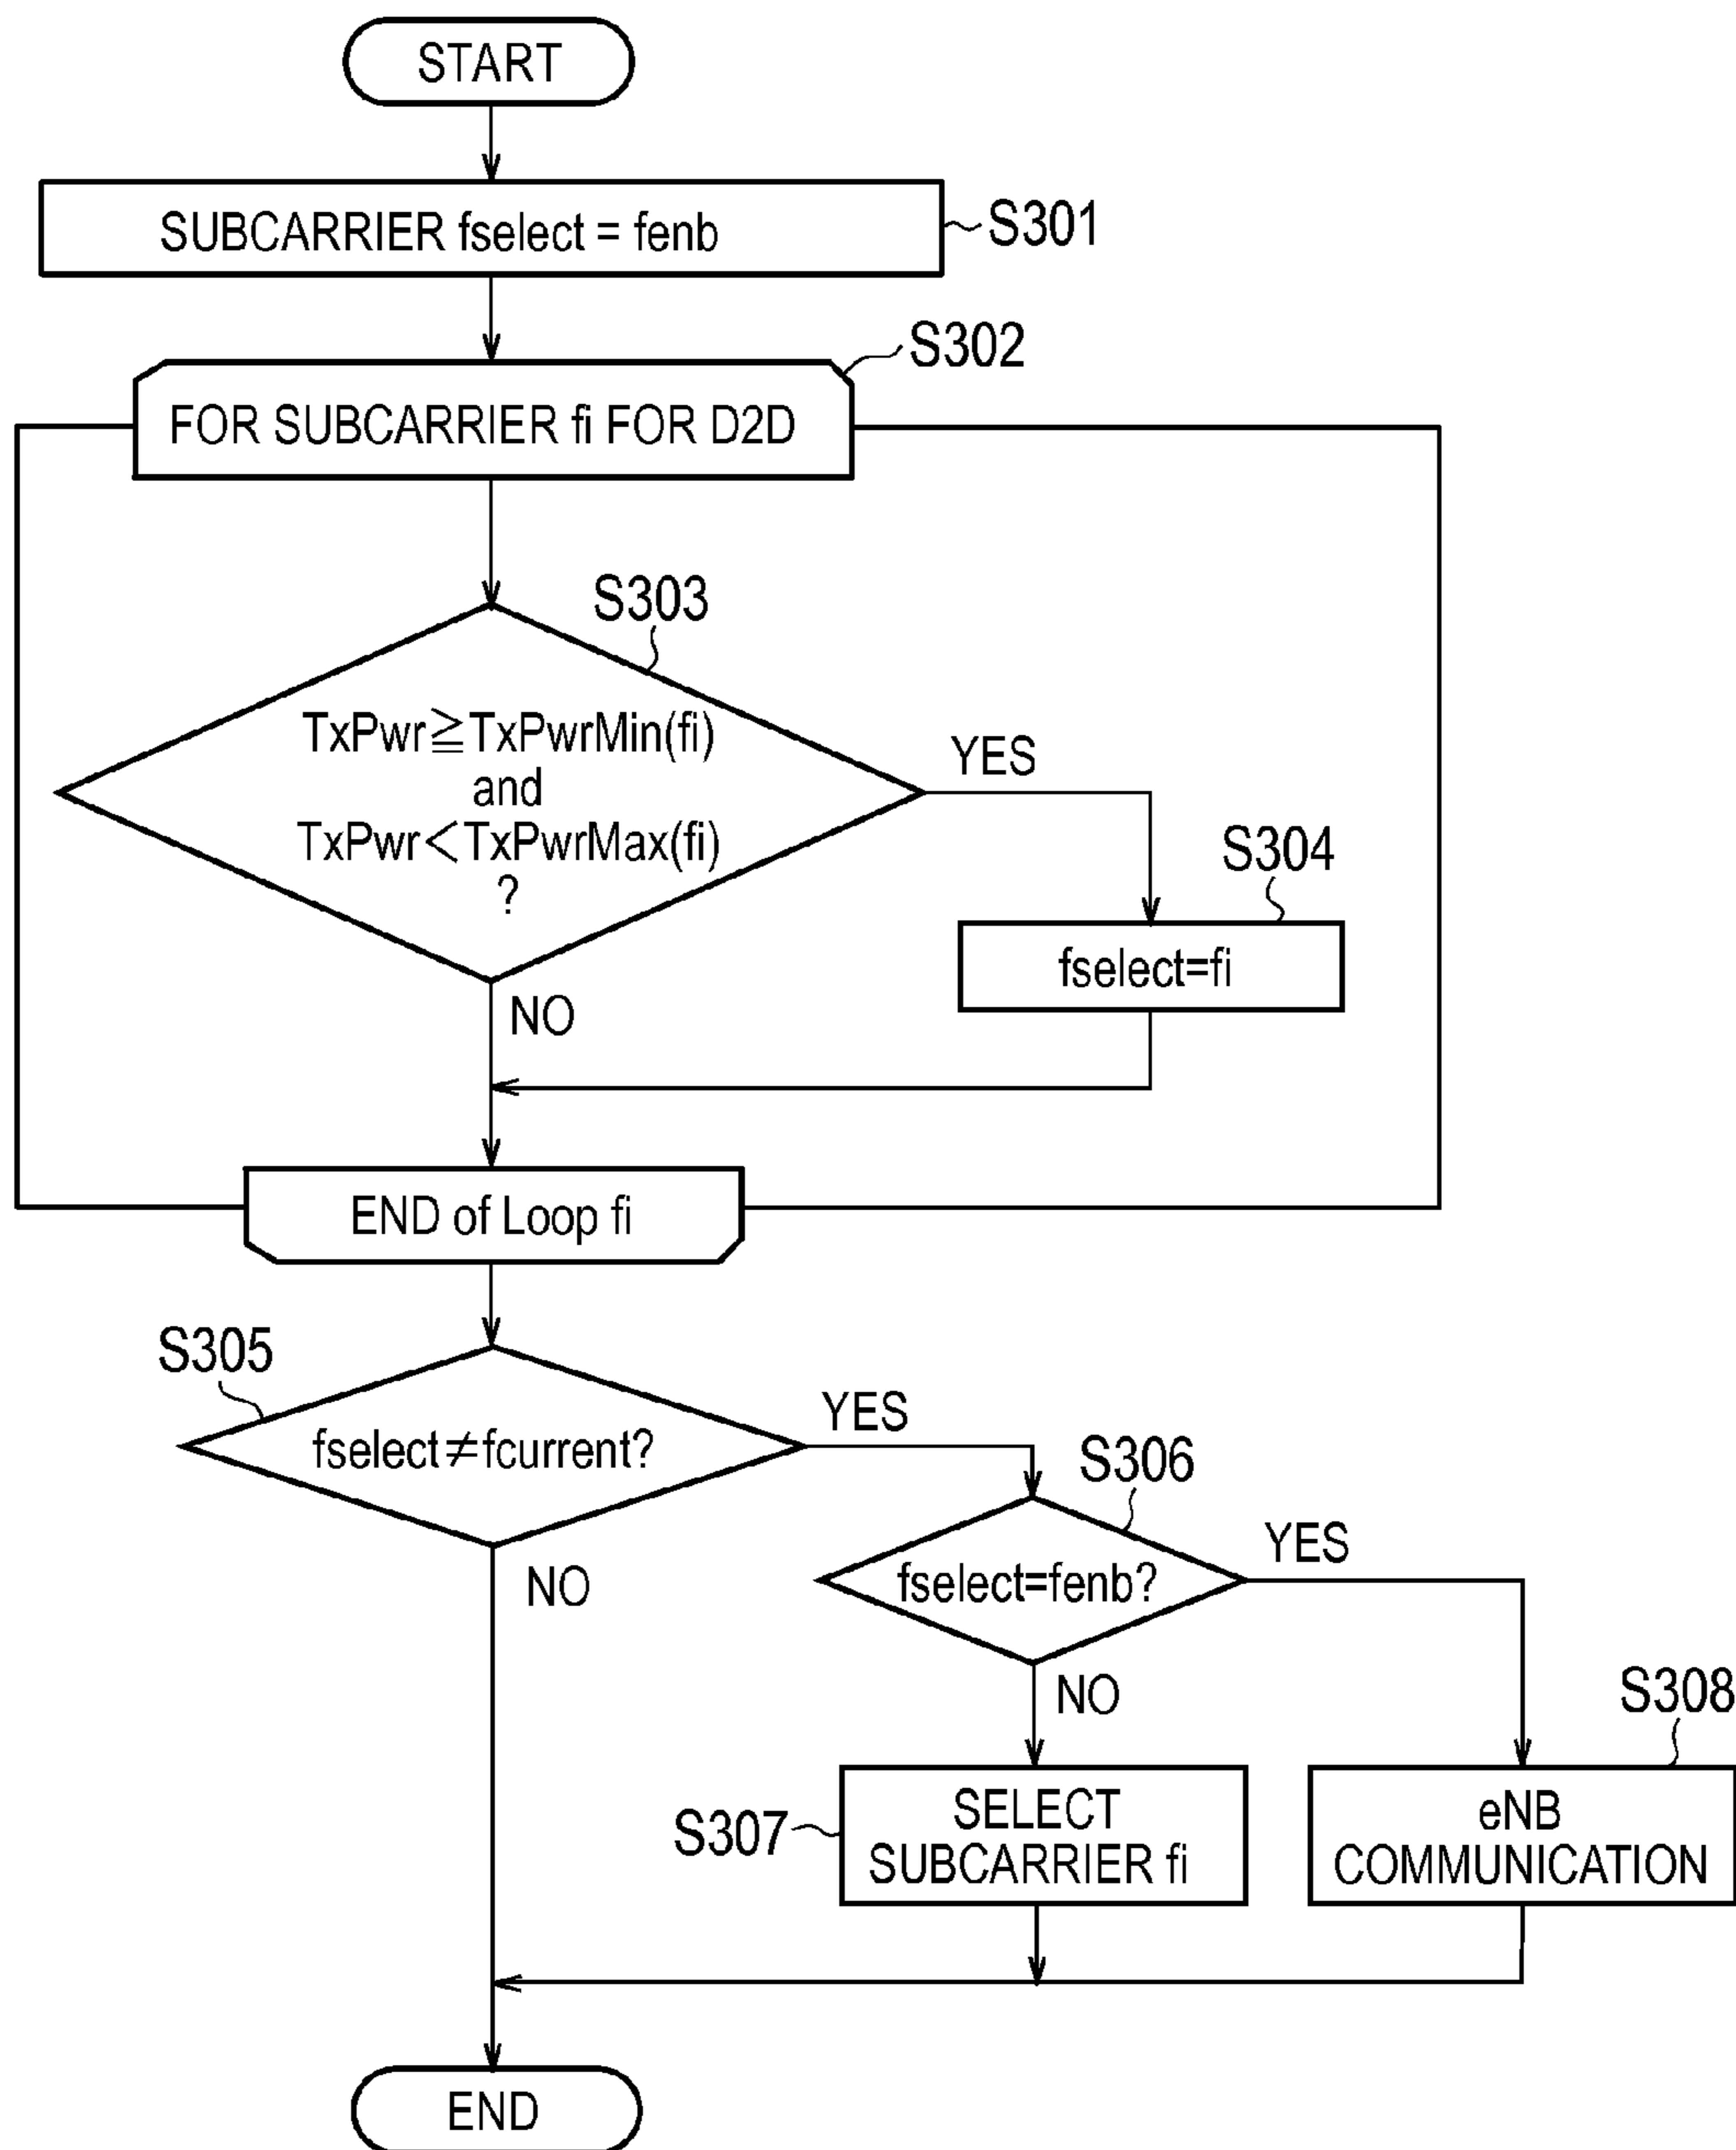 START
SUBCARRIER fselect = fenb
S301
S302
FOR SUBCARRIER fi FOR D2D
S303
TxPwr≧TxPwrMin(fi)
and
TxPwr<TxPwrMax(fi)
?
YES
S304
fselect=fi
NO
END of Loop fi
S305
fselect≠fcurrent?
YES
NO
S306
fselect=fenb?
YES
NO
S307
SELECT
SUBCARRIER fi
S308
eNB
COMMUNICATION
END